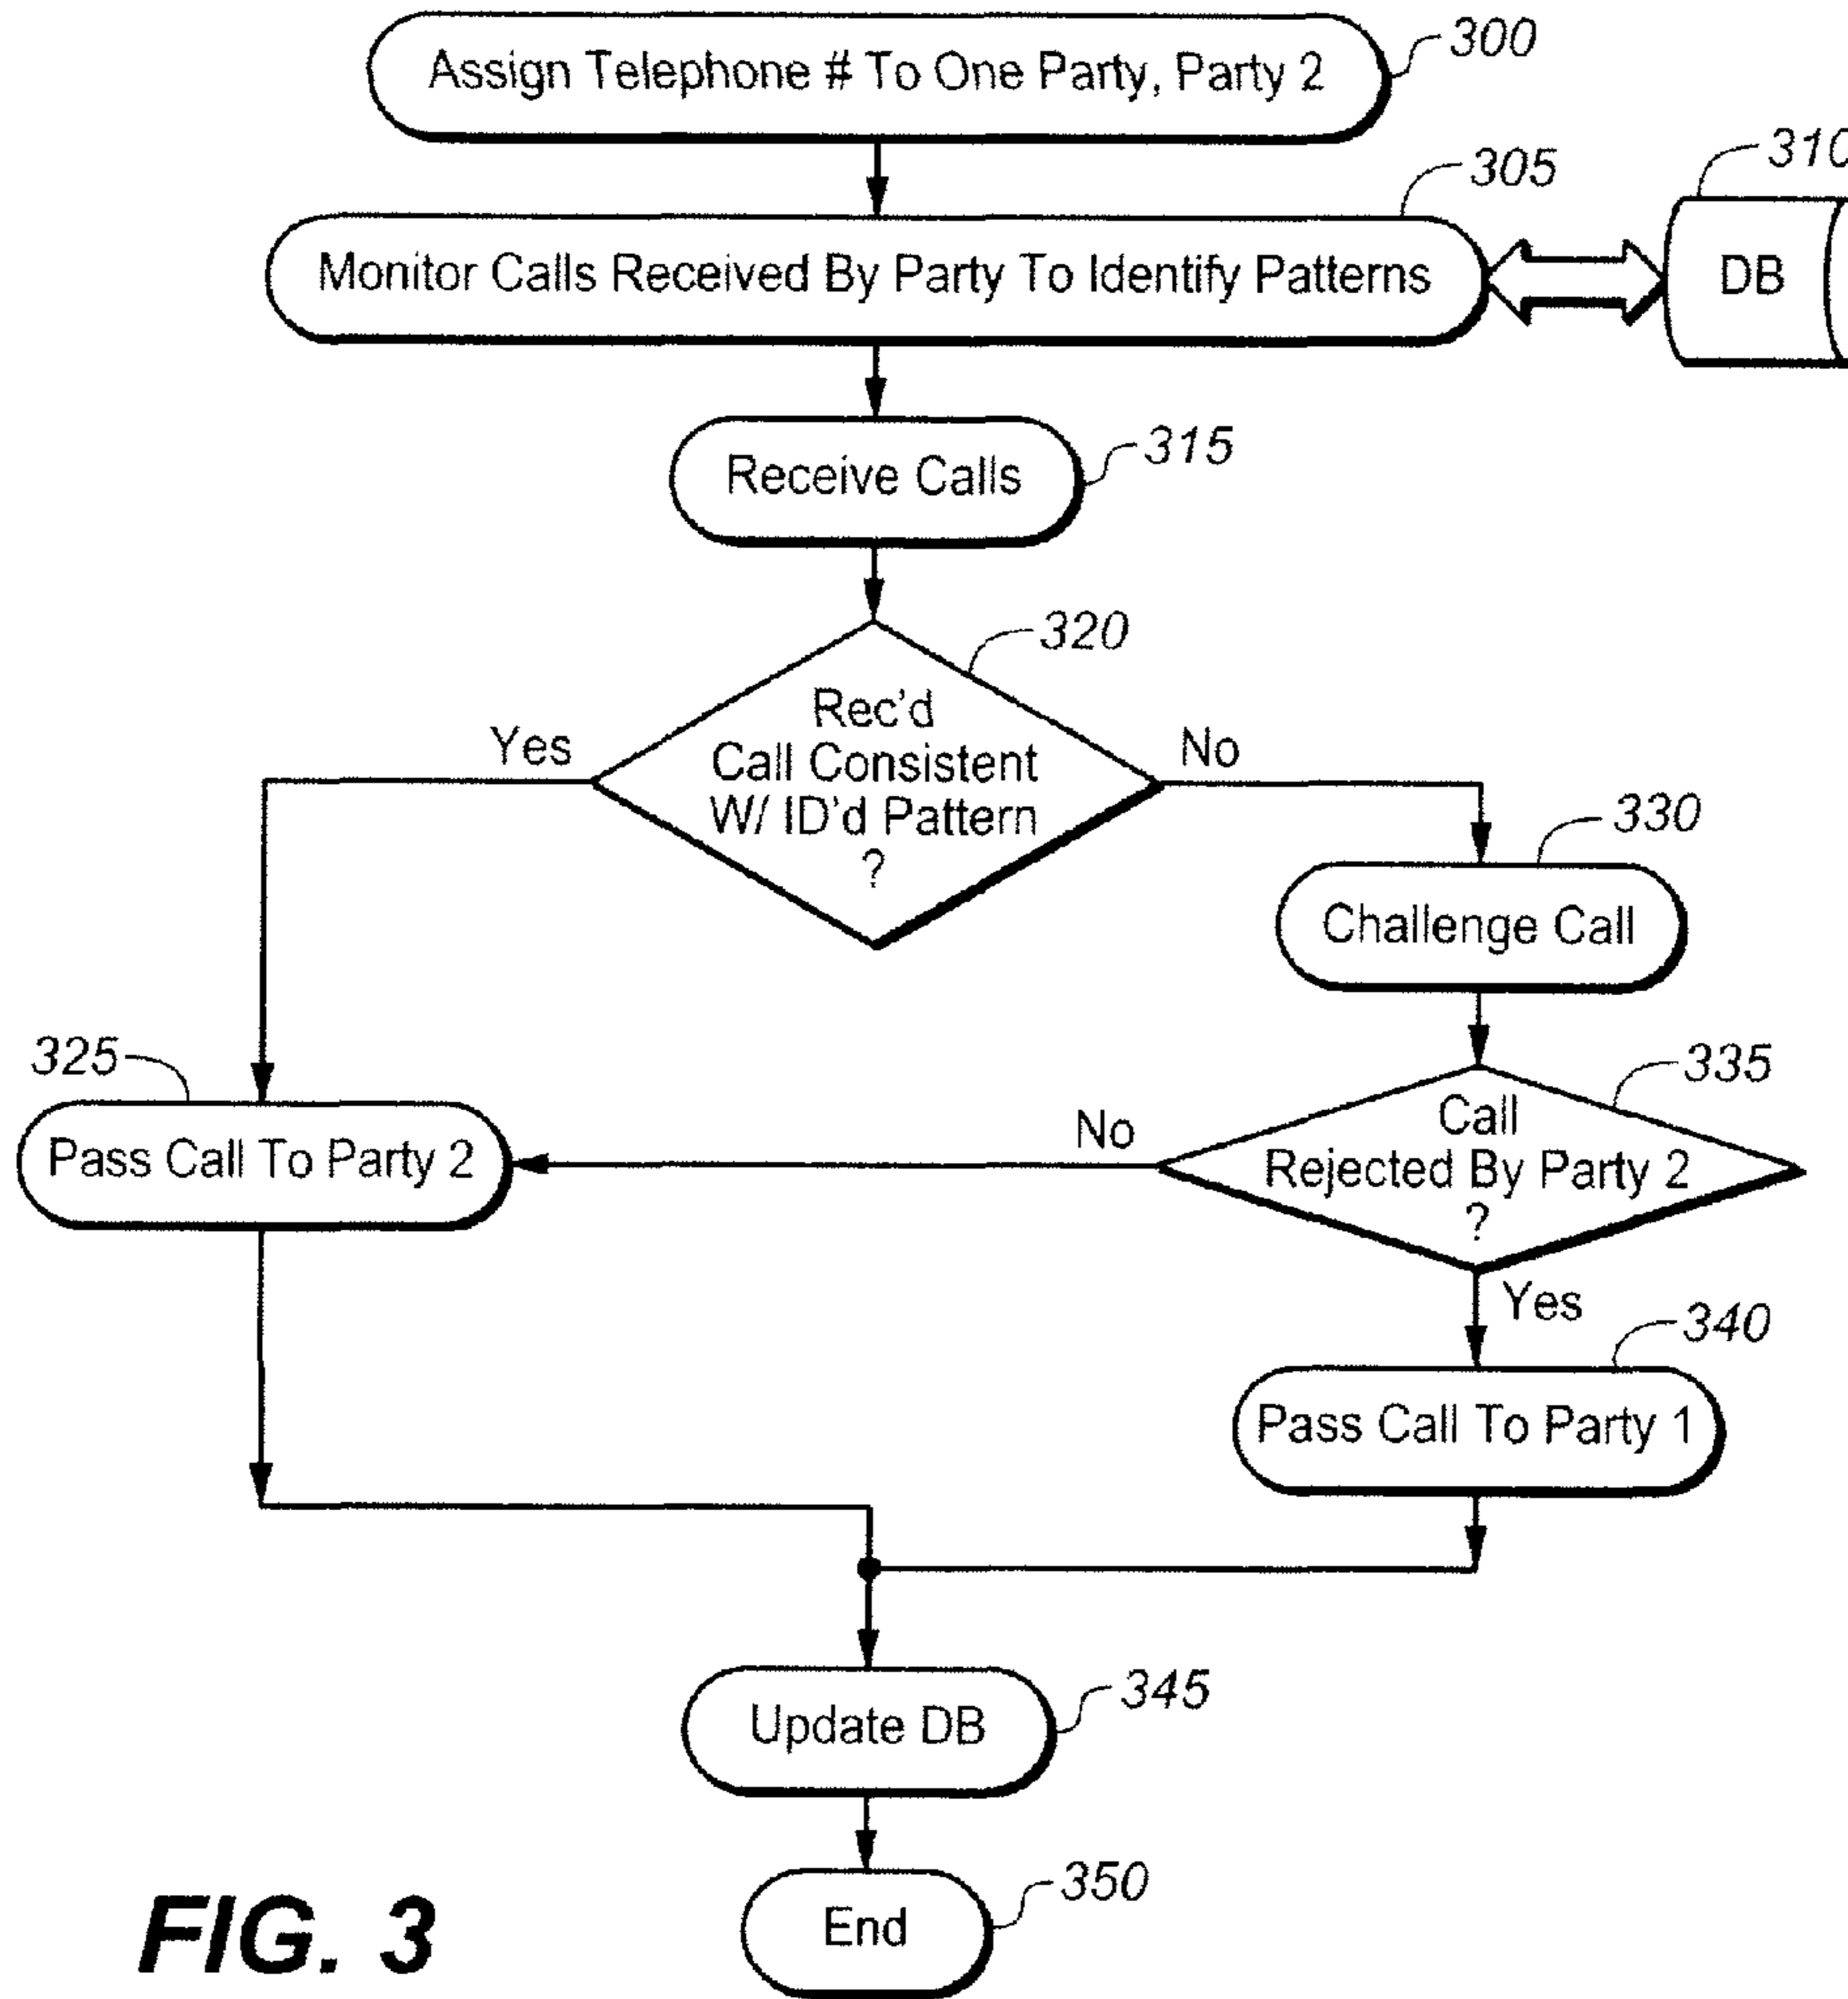 300
Assign Telephone # To One Party, Party 2
305
310
Monitor Calls Received By Party To Identify Patterns
DB
315
Receive Calls
320
Rec'd
Call Consistent
W/ ID'd Pattern
?
Yes
No
330
Challenge Call
325
335
Pass Call To Party 2
No
Call
Rejected By Party 2
?
Yes
340
Pass Call To Party 1
345
Update DB
350
End
FIG. 3